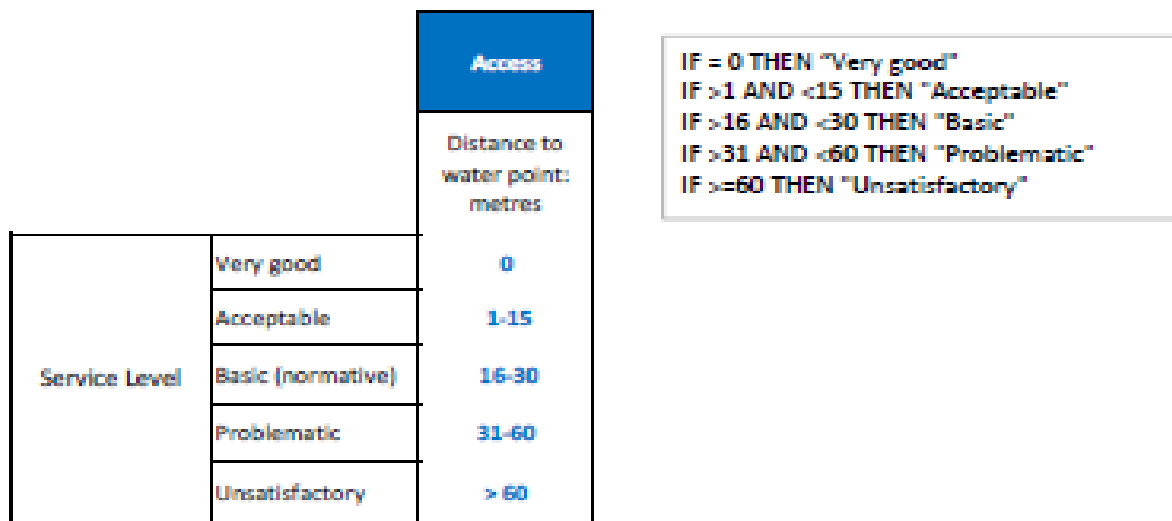 Access
Distance to
water point:
metres
Service Level
Very good 0
Acceptable 1-15
Basic (normative) 16-30
Problematic 31-60
Unsatisfactory > 60
IF = 0 THEN "Very good"
IF >1 AND <15 THEN "Acceptable"
IF >16 AND <30 THEN "Basic"
IF >31 AND <60 THEN "Problematic"
IF >=60 THEN "Unsatisfactory"